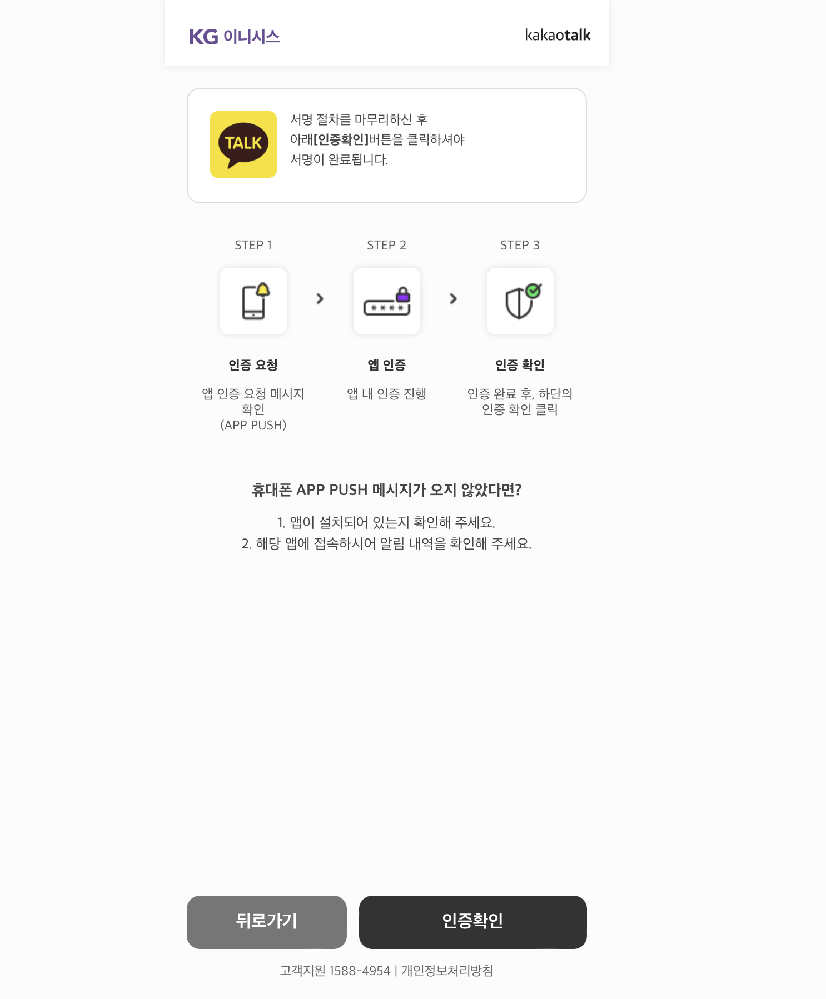 KG 이니시스
kakaotalk
TALK
서명 절차를 마무리하신 후
아래[인증확인]버튼을 클릭하셔야
서명이 완료됩니다.
STEP 1
STEP 2
STEP 3
****
인증 요청
앱 인증
인증 확인
앱 인증 요청 메시지
확인
(APP PUSH)
앱 내 인증 진행
인증 완료 후, 하단의
인증 확인 클릭
휴대폰 APP PUSH 메시지가 오지 않았다면?
1. 앱이 설치되어 있는지 확인해 주세요.
2. 해당 앱에 접속하시어 알림 내역을 확인해 주세요.
뒤로가기
인증확인
고객지원 1588-4954 | 개인정보처리방침